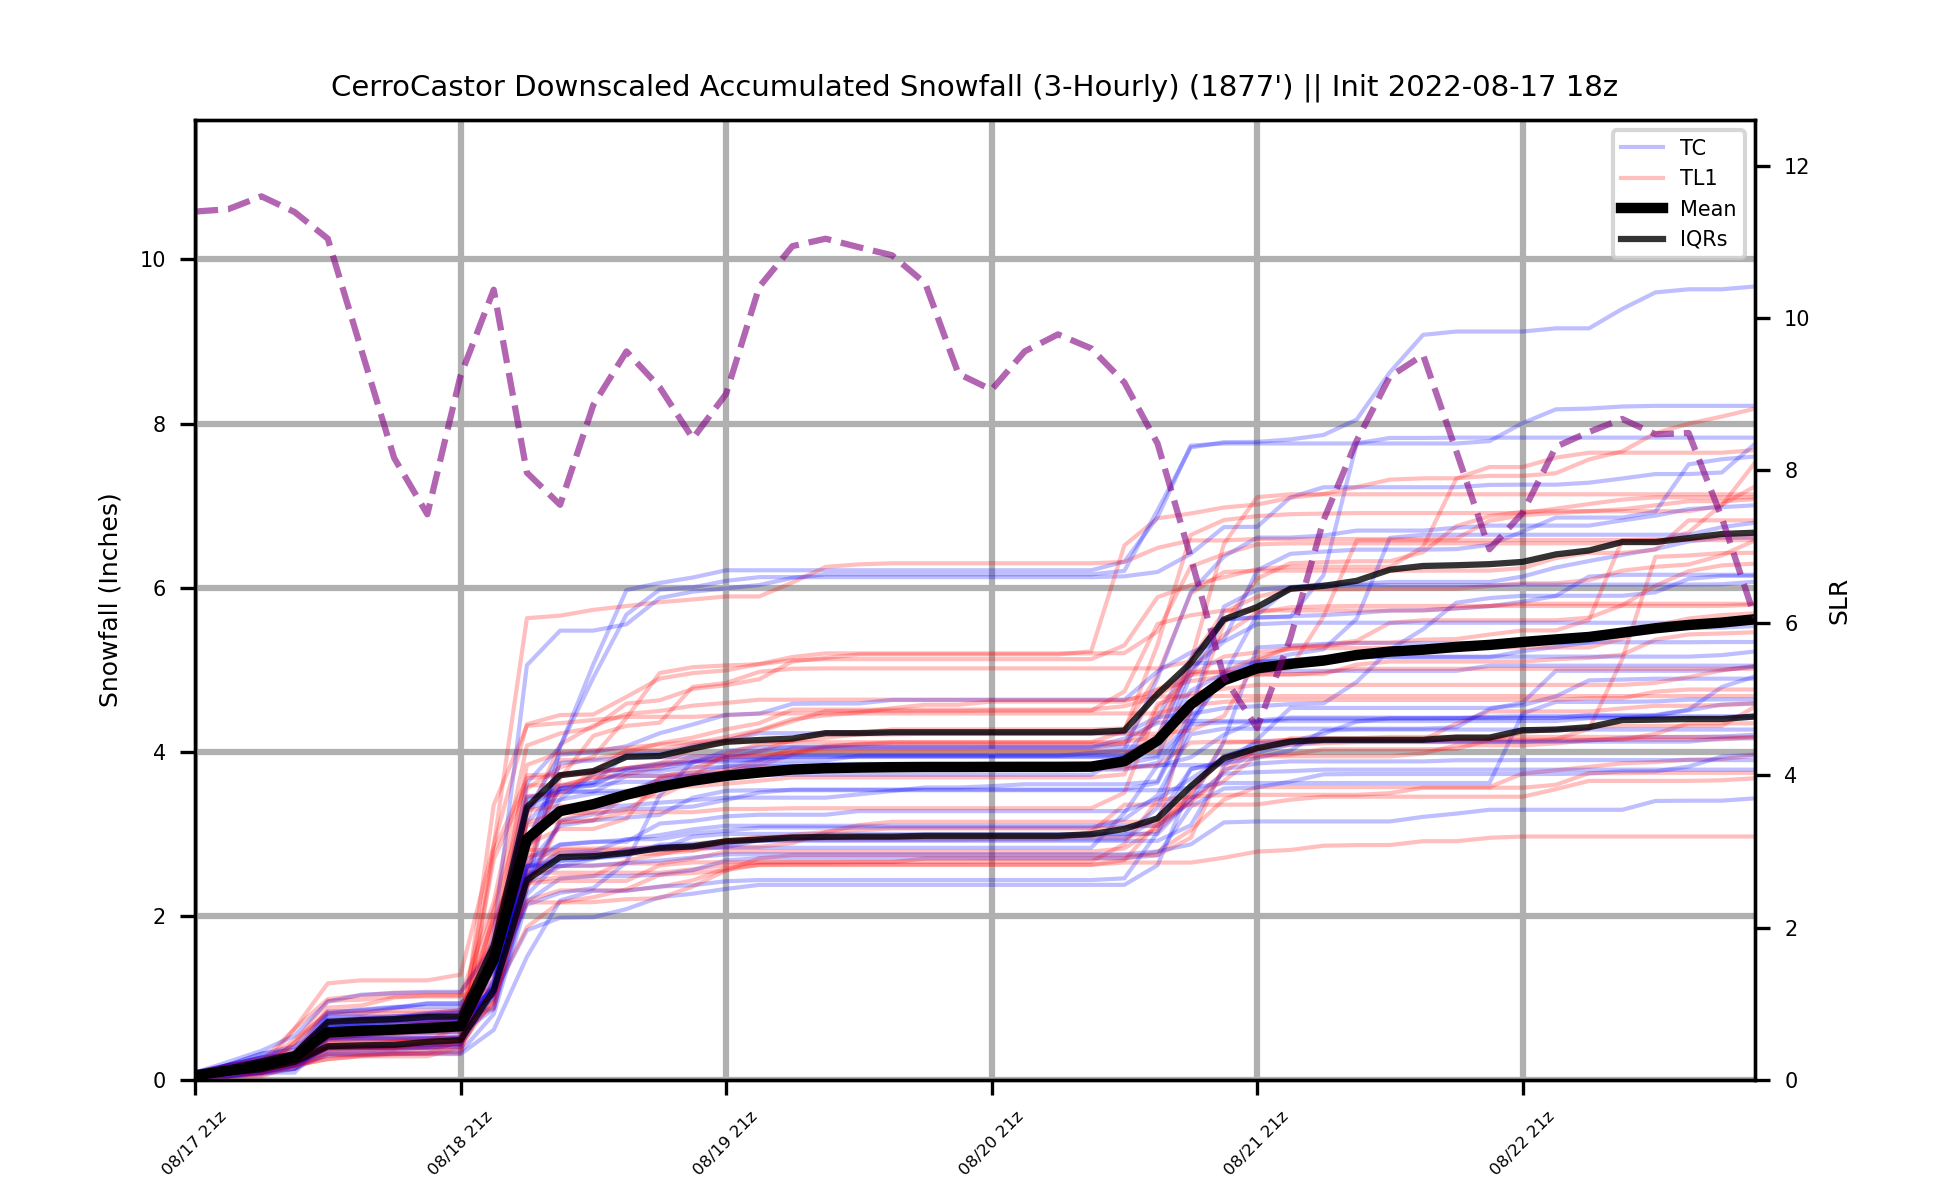 CerroCastor Downscaled Accumulated Snowfall (3-Hourly) (1877') || Init 2022-08-17 18z
TC
TL1
Mean
IQRs
Snowfall (Inches)
10
8
6
4
2
0
12
10
8
6
4
2
0
SLR
08/17 21z
08/18 21z
08/19 21z
08/20 21z
08/21 21z
08/22 21z